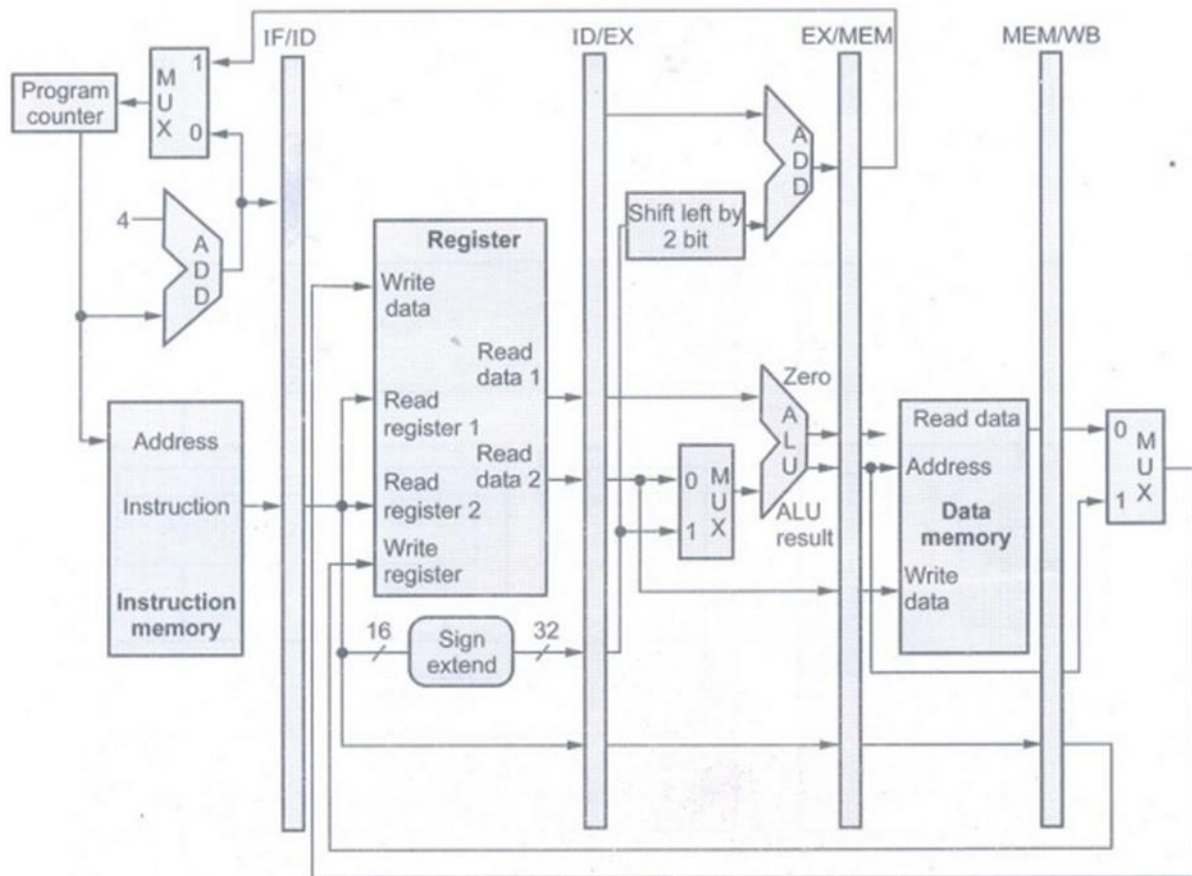 IF/ID
ID/EX
EX/MEM
MEM/WB
Program
counter
1
M
U
X
0
4
A
D
D
Address
Instruction
Instruction
memory
Register
Write
data
Read
data 1
Read
register 1
Read
data 2
Read
register 2
Write
register
16
Sign
extend
32
Shift left by
2 bit
A
D
D
0
1
M
U
X
Zero
A
L
U
ALU
result
Read data
Address
Data
memory
Write
data
0
1
M
U
X